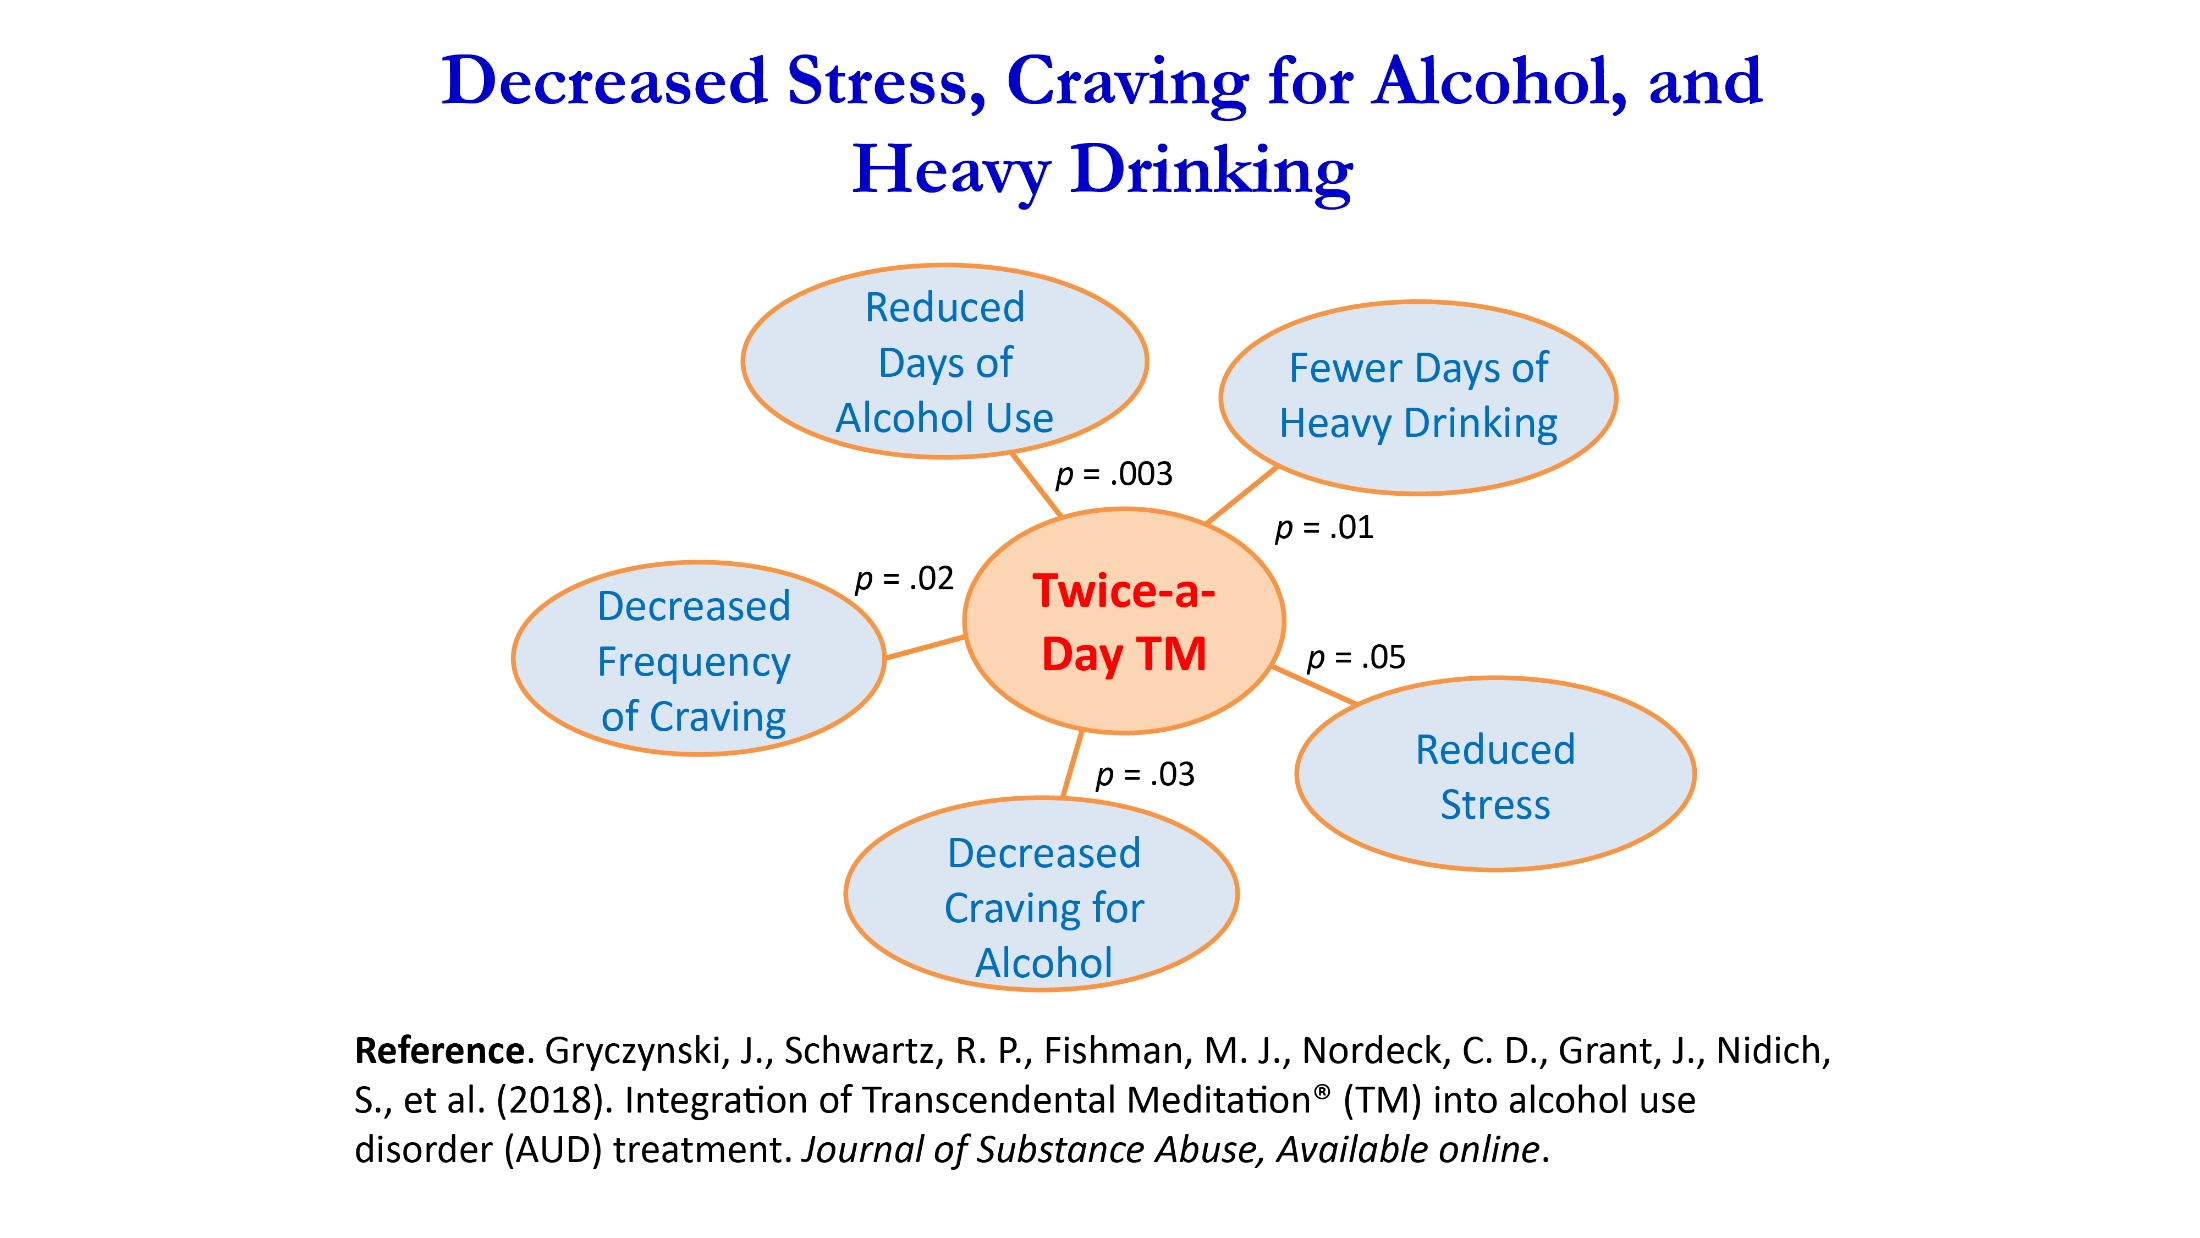 Decreased Stress, Craving for Alcohol, and
Heavy Drinking
Reduced
Days of
Alcohol Use
Fewer Days of
Heavy Drinking
p = .003
p = .01
p = .02
Twice-a-
Day TM
Decreased
Frequency
of Craving
p = .05
Reduced
Stress
p = .03
Decreased
Craving for
Alcohol
Reference. Gryczynski, J., Schwartz, R. P., Fishman, M. J., Nordeck, C. D., Grant, J., Nidich,
S., et al. (2018). Integration of Transcendental Meditation® (TM) into alcohol use
disorder (AUD) treatment. Journal of Substance Abuse, Available online.